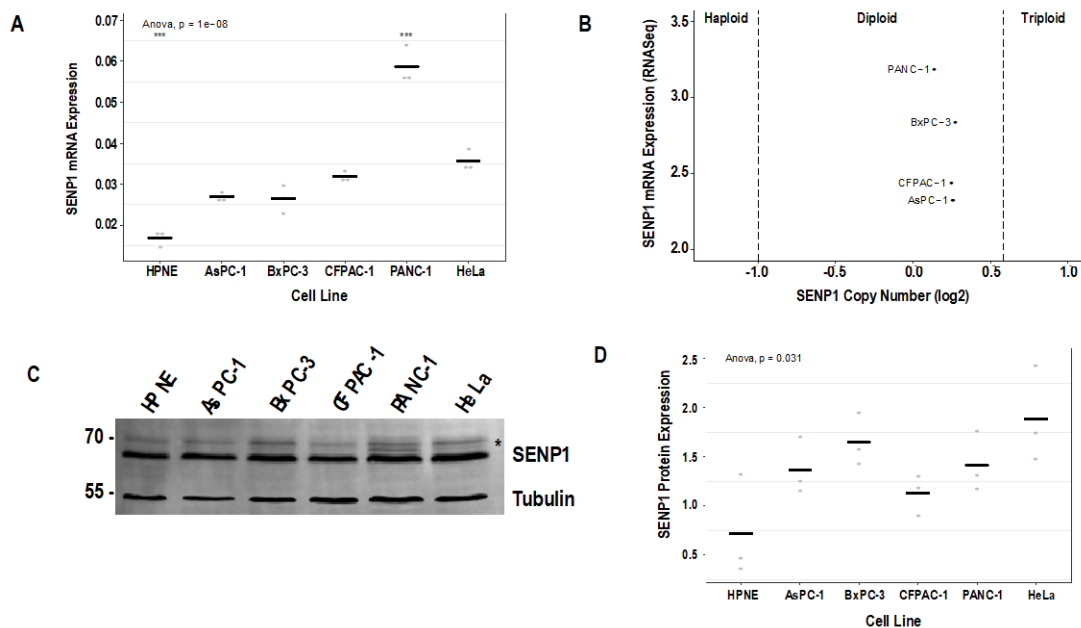 A
Anova, p = 1e−08
***
***
SENP1 mRNA Expression
0.07
0.06
0.05
0.04
0.03
0.02
HPNE AsPC-1 BxPC-3 CFPAC-1 PANC-1 HeLa
Cell Line
B
Haploid Diploid Triploid
SENP1 mRNA Expression (RNASeq)
3.5
3.0
2.5
2.0
PANC−1
BxPC−3
CFPAC−1
AsPC−1
-1.0 -0.5 0.0 0.5 1.0
SENP1 Copy Number (log2)
C
HPNE AsPC-1 BxPC-3 CFPAC-1 PANC-1 HeLa
70 -
*
SENP1
55 -
Tubulin
D
Anova, p = 0.031
SENP1 Protein Expression
2.5
2.0
1.5
1.0
0.5
HPNE AsPC-1 BxPC-3 CFPAC-1 PANC-1 HeLa
Cell Line